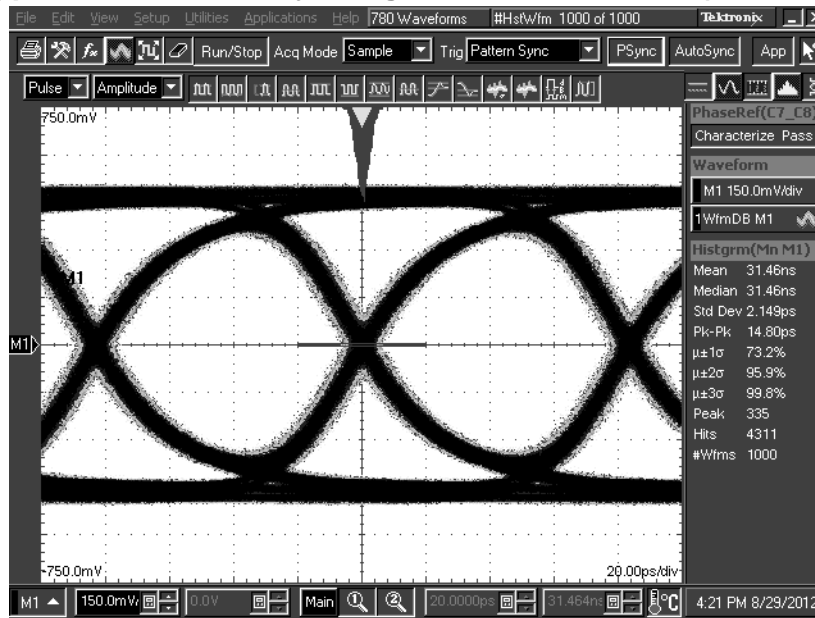 File Edit View Setup Utilities Applications Help 780 Waveforms #HstWfm 1000 of 1000 Tektronix
Run/Stop Acq Mode Sample Trig Pattern Sync PSync AutoSync App
Pulse Amplitude
750.0mV
PhaseRef(C7_C8)
Characterize Pass
Waveform
M1 150.0mV/div
1WfmDB M1
Histgrm(Mn M1)
Mean 31.46ns
Median 31.46ns
Std Dev 2.149ps
Pk-Pk 14.80ps
µ±1σ 73.2%
µ±2σ 95.9%
µ±3σ 99.8%
Peak 335
Hits 4311
#Wfms 1000
M1
M1
-750.0mV 20.00ps/div
M1 150.0mV/ 0.0V Main 1 2 20.0000ps 31.464ns °C 4:21 PM 8/29/2012